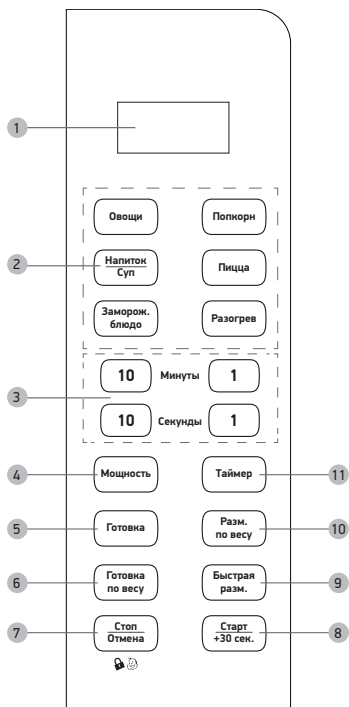 1
Овощи
Попкорн
2
Напиток
Суп
Пицца
Заморож.
блюдо
Разогрев
3
10 Минуты 1
10 Секунды 1
4
Мощность
Таймер
11
5
Готовка
Разм.
по весу
10
6
Готовка
по весу
Быстрая
разм.
9
7
Стоп
Отмена
Старт
+30 сек.
8